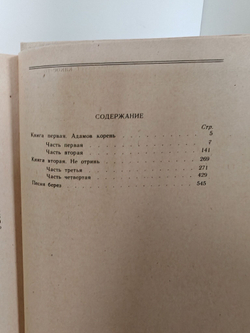 СОДЕРЖАНИЕ
Стр.
Книга первая. Адамов корень 5
Часть первая 7
Часть вторая 141
Книга вторая. Не отринь 269
Часть третья 271
Часть четвертая 429
Песня берез 545